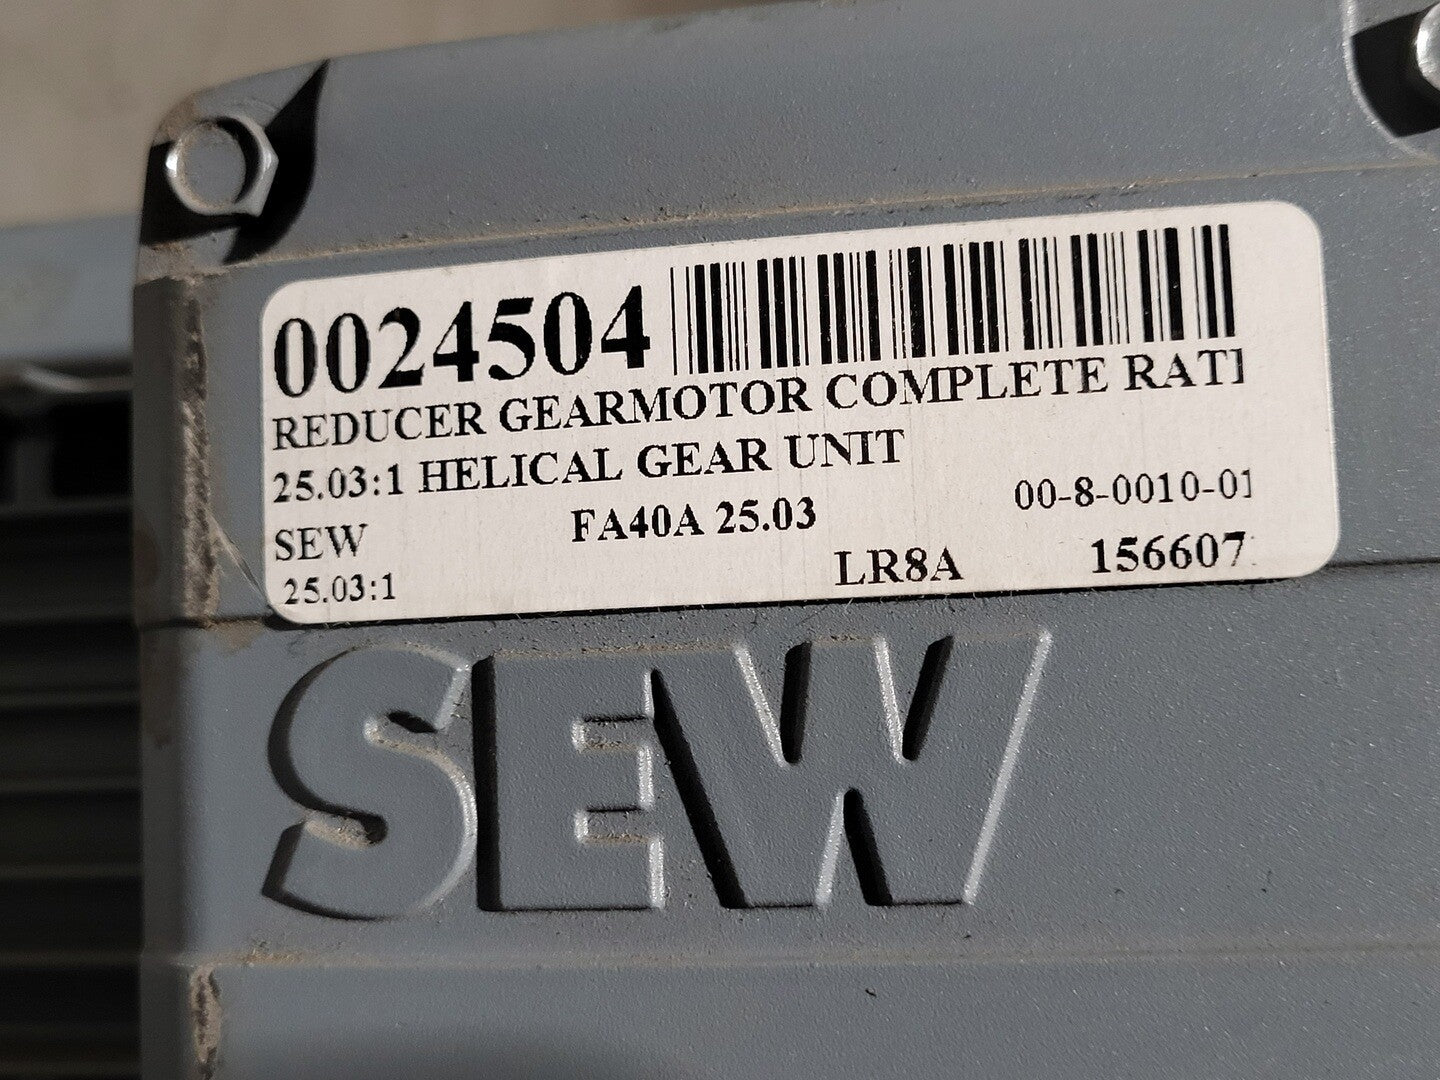 0024504
REDUCER GEARMOTOR COMPLETE RATI
25.03:1 HELICAL GEAR UNIT
SEW FA40A 25.03 00-8-0010-01
25.03:1 LR8A 156607
SEW